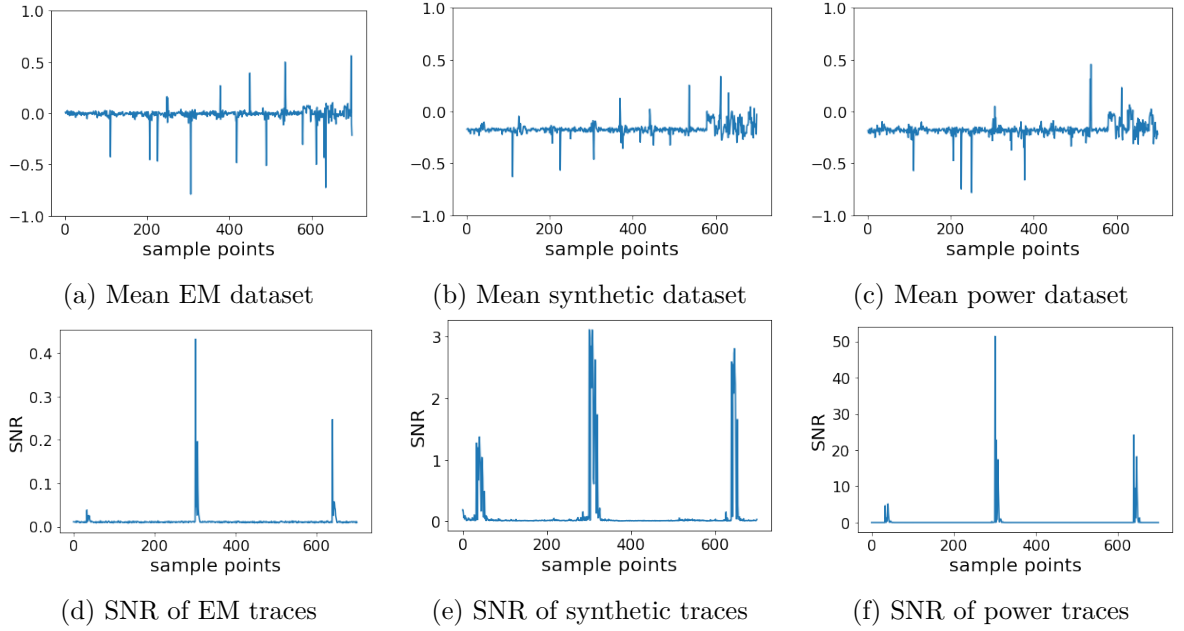 1.0
0.5
0.0
−0.5
−1.0
0 200 400 600
sample points
(a) Mean EM dataset
1.0
0.5
0.0
−0.5
−1.0
0 200 400 600
sample points
(b) Mean synthetic dataset
1.0
0.5
0.0
−0.5
−1.0
0 200 400 600
sample points
(c) Mean power dataset
SNR
0.4
0.3
0.2
0.1
0.0
0 200 400 600
sample points
(d) SNR of EM traces
SNR
3
2
1
0
0 200 400 600
sample points
(e) SNR of synthetic traces
SNR
50
40
30
20
10
0
0 200 400 600
sample points
(f) SNR of power traces